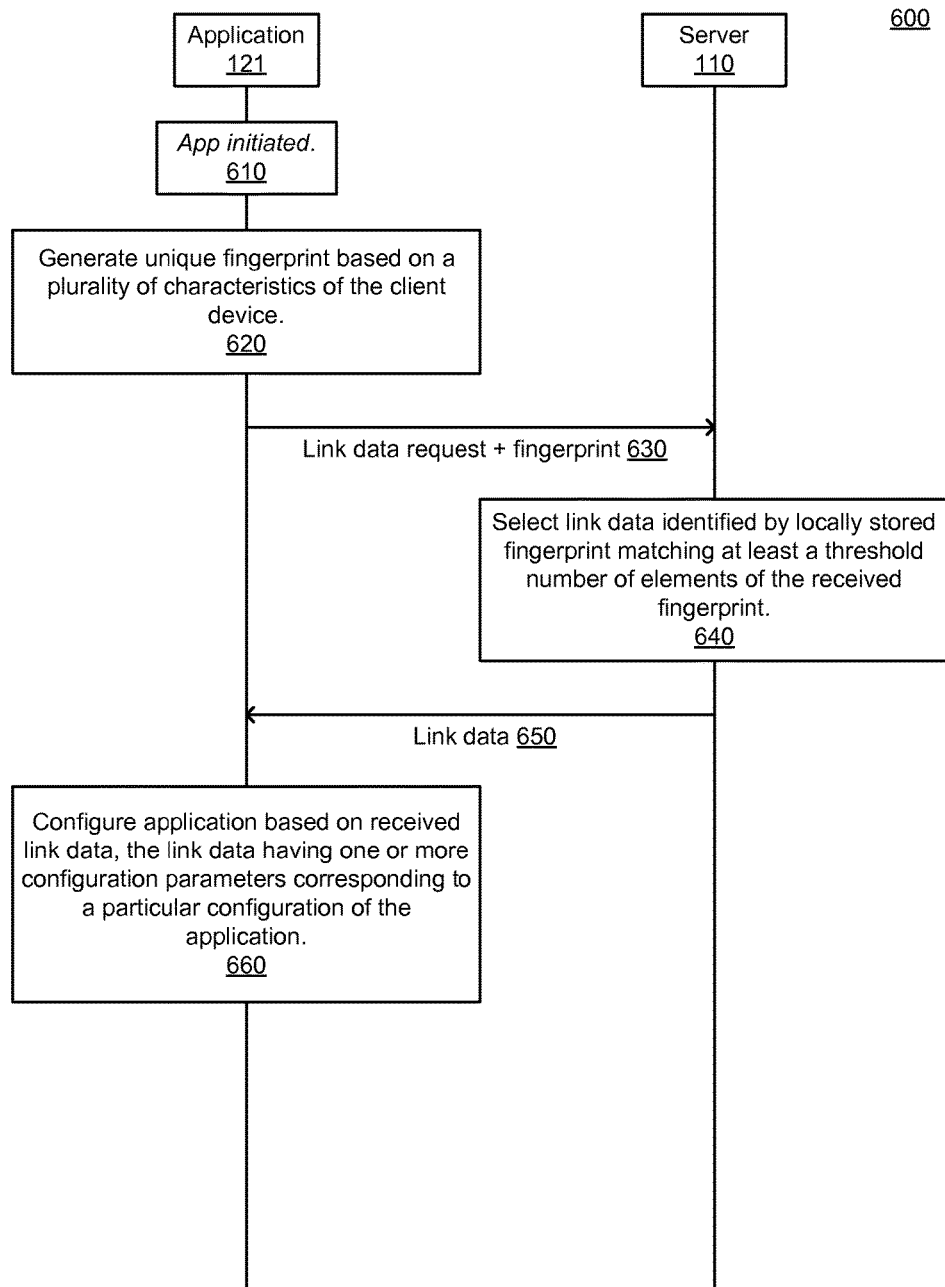 600
Application
121
Server
110
App initiated.
610
Generate unique fingerprint based on a
plurality of characteristics of the client
device.
620
Link data request + fingerprint 630
Select link data identified by locally stored
fingerprint matching at least a threshold
number of elements of the received
fingerprint.
640
Link data 650
Configure application based on received
link data, the link data having one or more
configuration parameters corresponding to
a particular configuration of the
application.
660